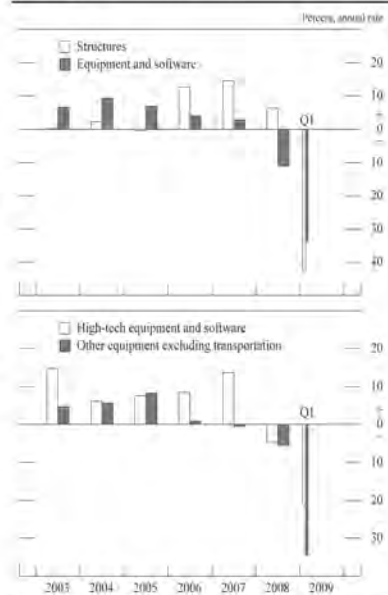 Percent, annual rate
Structures
Equipment and software
20
10
+
0
−
10
20
30
40
Q1
High-tech equipment and software
Other equipment excluding transportation
20
10
+
0
−
10
20
30
Q1
2003 2004 2005 2006 2007 2008 2009